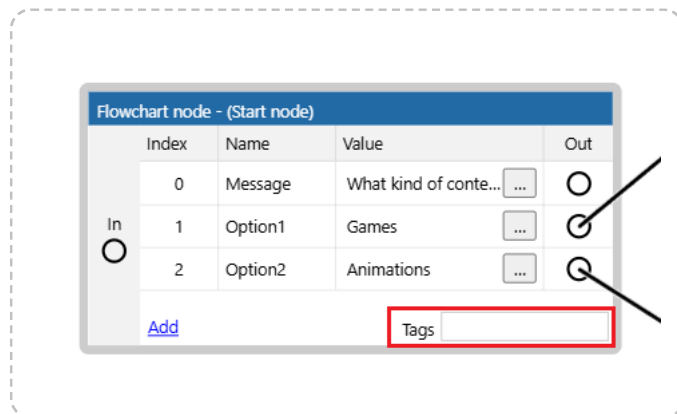 Flowchart node - (Start node)
Index Name Value Out
0 Message What kind of conte... ...
In
1 Option1 Games ...
2 Option2 Animations ...
Add Tags